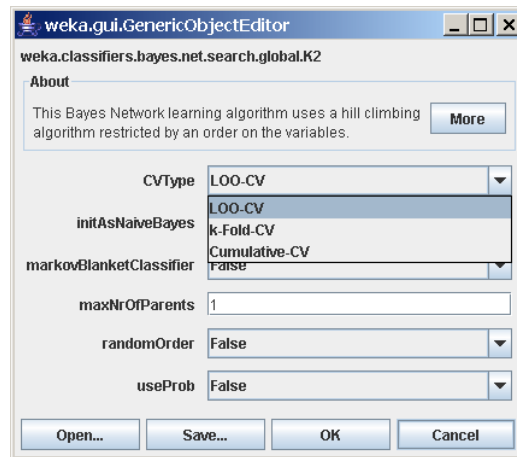 weka.gui.GenericObjectEditor
weka.classifiers.bayes.net.search.global.K2
About
This Bayes Network learning algorithm uses a hill climbing
algorithm restricted by an order on the variables.
More
CVType LOO-CV
LOO-CV
initAsNaiveBayes
k-Fold-CV
Cumulative-CV
markovBlanketClassifier False
maxNrOfParents 1
randomOrder False
useProb False
Open... Save... OK Cancel